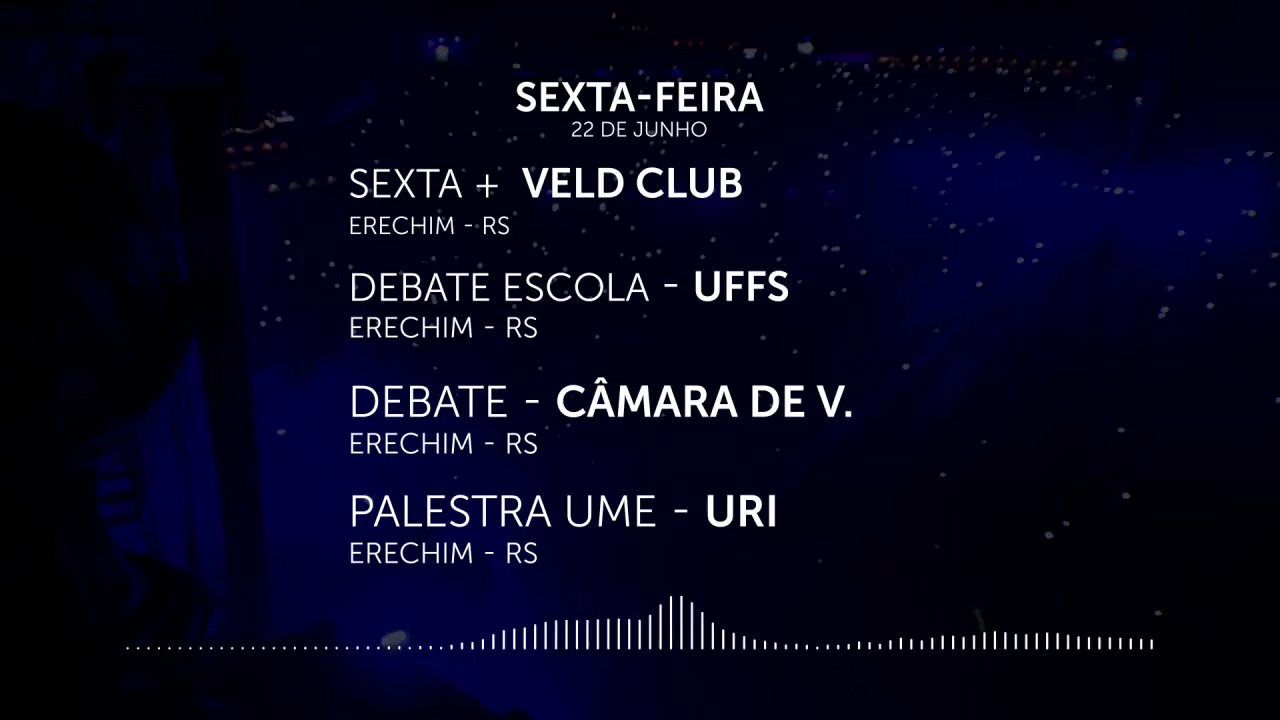 SEXTA-FEIRA
22 DE JUNHO
SEXTA + VELD CLUB
ERECHIM - RS
DEBATE ESCOLA - UFFS
ERECHIM - RS
DEBATE - CÂMARA DE V.
ERECHIM - RS
PALESTRA UME - URI
ERECHIM - RS